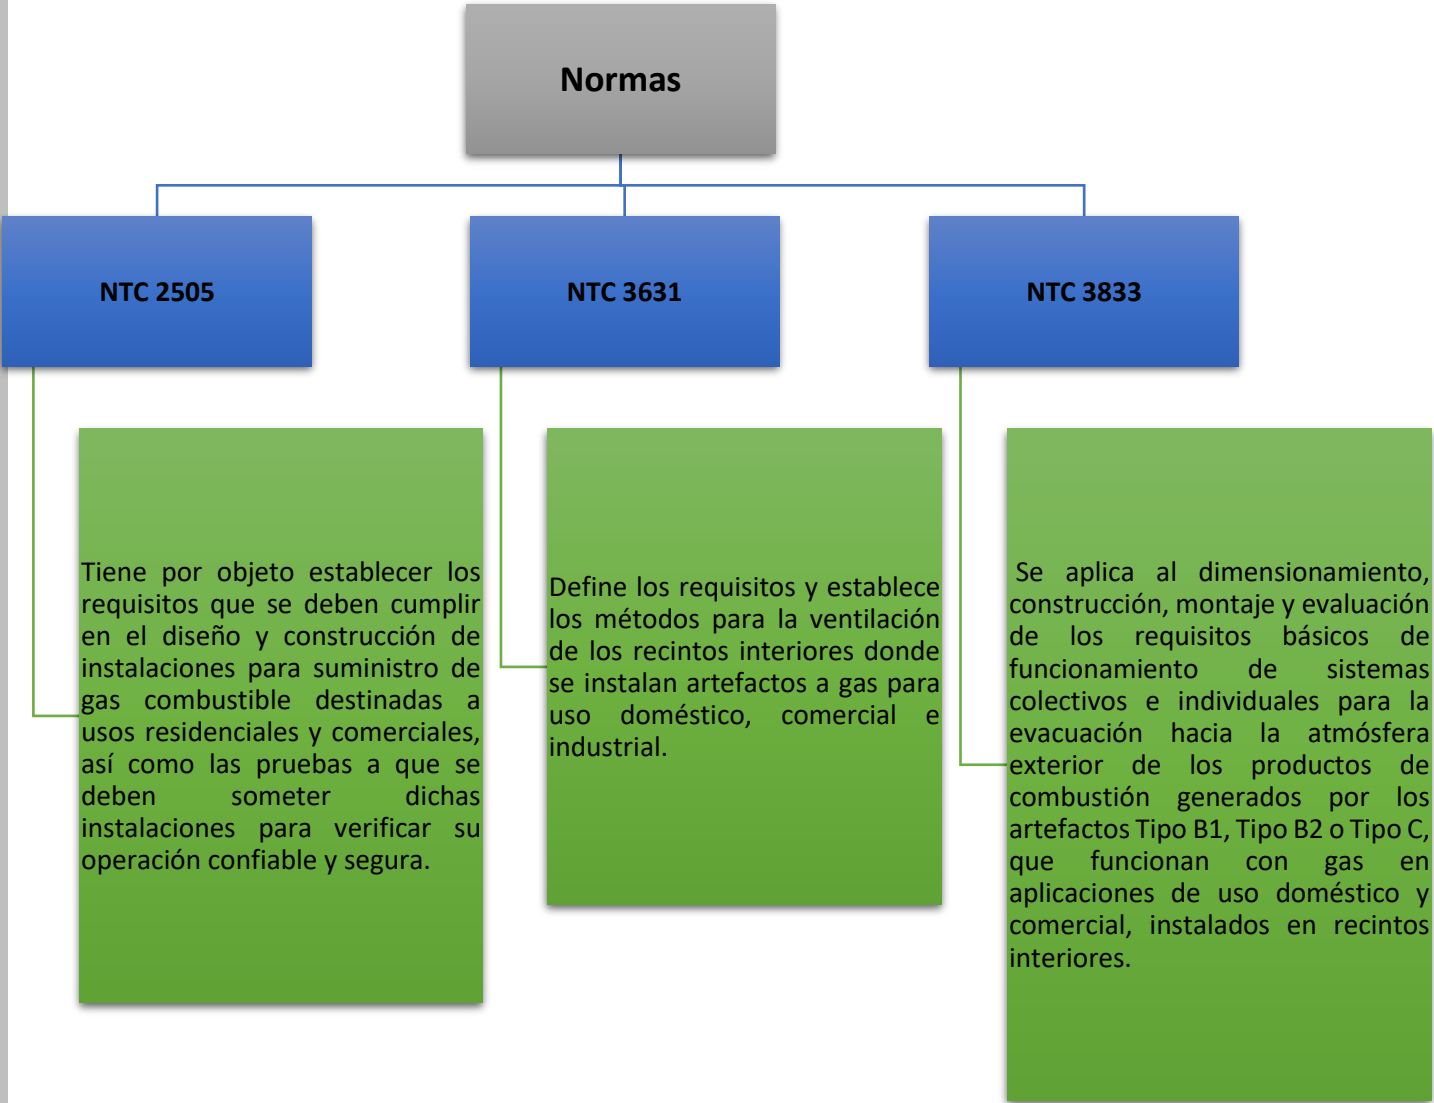 Normas
NTC 2505
NTC 3631
NTC 3833
Tiene por objeto establecer los
requisitos que se deben cumplir
en el diseño y construcción de
instalaciones para suministro de
gas combustible destinadas a
usos residenciales y comerciales,
así como las pruebas a que se
deben someter dichas
instalaciones para verificar su
operación confiable y segura.
Define los requisitos y establece
los métodos para la ventilación
de los recintos interiores donde
se instalan artefactos a gas para
uso doméstico, comercial e
industrial.
Se aplica al dimensionamiento,
construcción, montaje y evaluación
de los requisitos básicos de
funcionamiento de sistemas
colectivos e individuales para la
evacuación hacia la atmósfera
exterior de los productos de
combustión generados por los
artefactos Tipo B1, Tipo B2 o Tipo C,
que funcionan con gas en
aplicaciones de uso doméstico y
comercial, instalados en recintos
interiores.